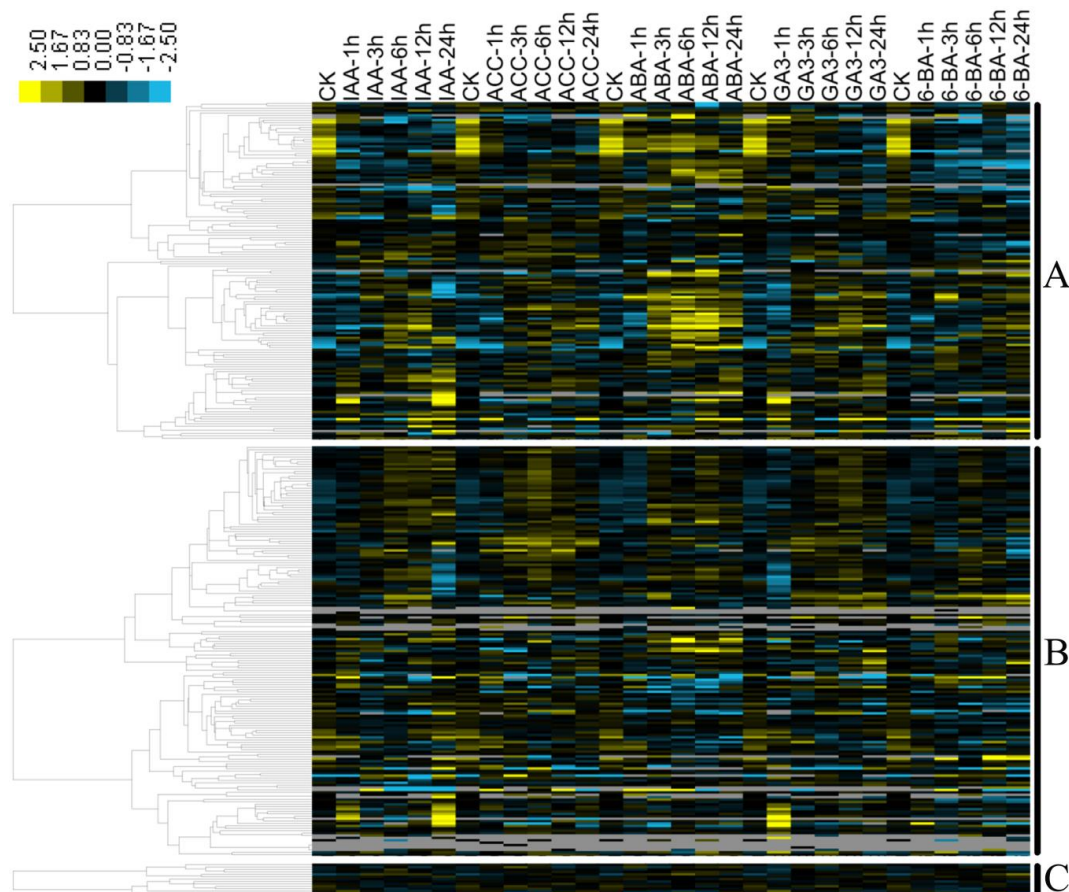 2.50
1.67
0.83
0.00
-0.83
-1.67
-2.50
CK
IAA-1h
IAA-3h
IAA-6h
IAA-12h
IAA-24h
CK
ACC-1h
ACC-3h
ACC-6h
ACC-12h
ACC-24h
CK
ABA-1h
ABA-3h
ABA-6h
ABA-12h
ABA-24h
CK
GA3-1h
GA3-3h
GA3-6h
GA3-12h
GA3-24h
CK
6-BA-1h
6-BA-3h
6-BA-6h
6-BA-12h
6-BA-24h
A
B
C